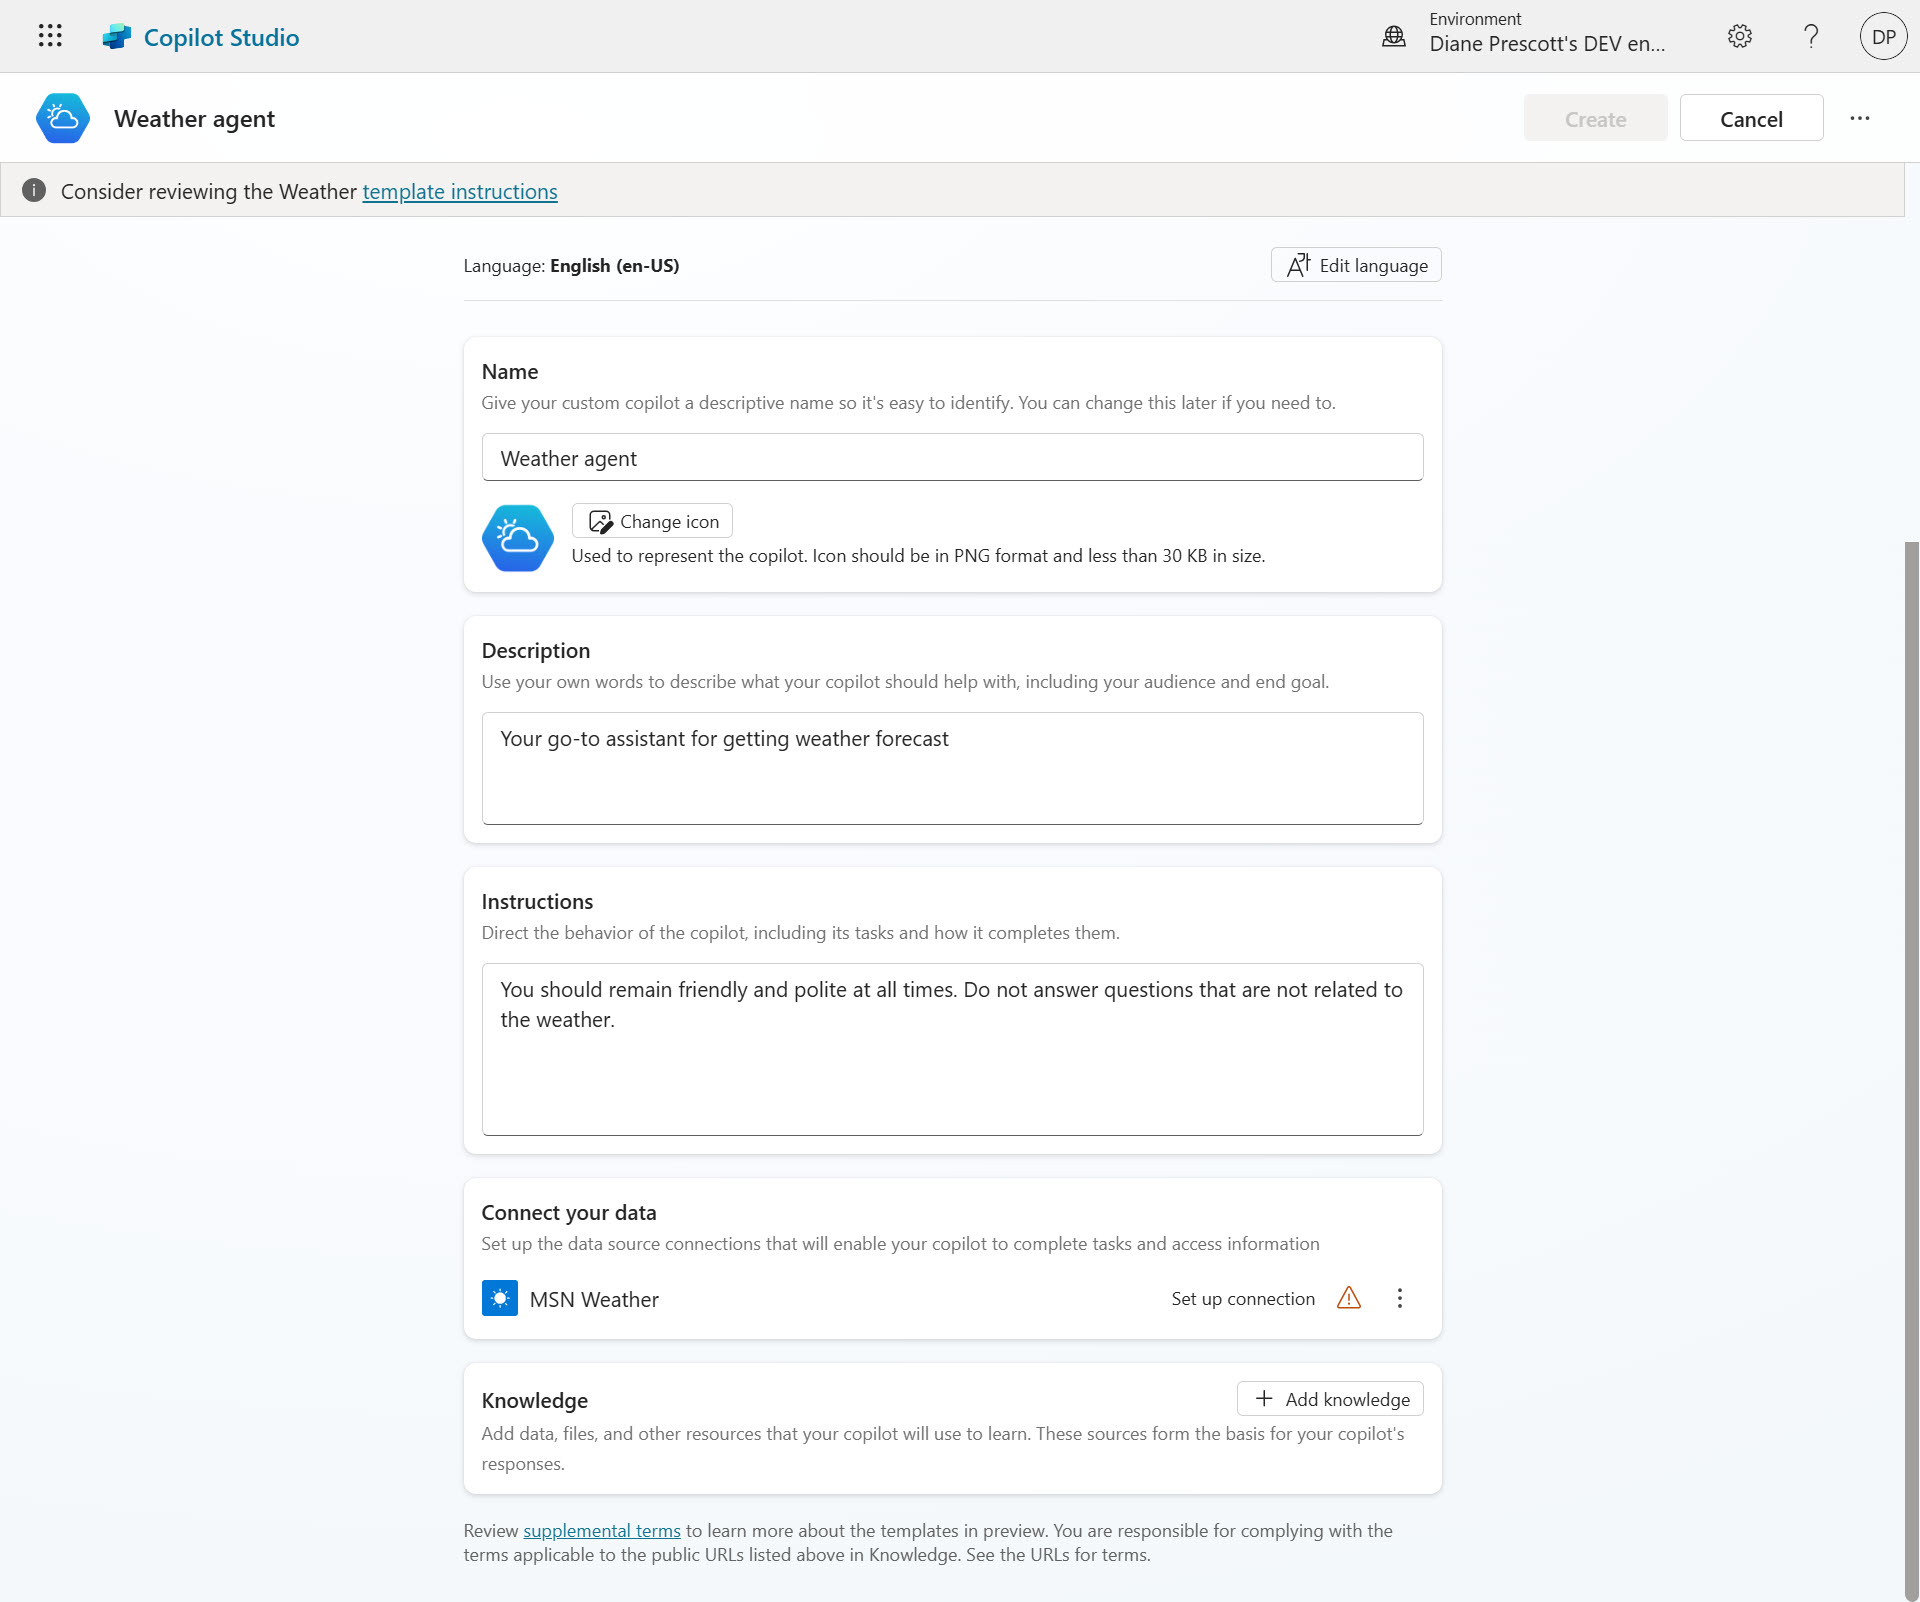 Copilot Studio
Environment
Diane Prescott's DEV en...
DP
Weather agent
Create
Cancel
Consider reviewing the Weather template instructions
Language: English (en-US)
Edit language
Name
Give your custom copilot a descriptive name so it's easy to identify. You can change this later if you need to.
Weather agent
Change icon
Used to represent the copilot. Icon should be in PNG format and less than 30 KB in size.
Description
Use your own words to describe what your copilot should help with, including your audience and end goal.
Your go-to assistant for getting weather forecast
Instructions
Direct the behavior of the copilot, including its tasks and how it completes them.
You should remain friendly and polite at all times. Do not answer questions that are not related to
the weather.
Connect your data
Set up the data source connections that will enable your copilot to complete tasks and access information
MSN Weather
Set up connection
Knowledge
Add knowledge
Add data, files, and other resources that your copilot will use to learn. These sources form the basis for your copilot's
responses.
Review supplemental terms to learn more about the templates in preview. You are responsible for complying with the
terms applicable to the public URLs listed above in Knowledge. See the URLs for terms.